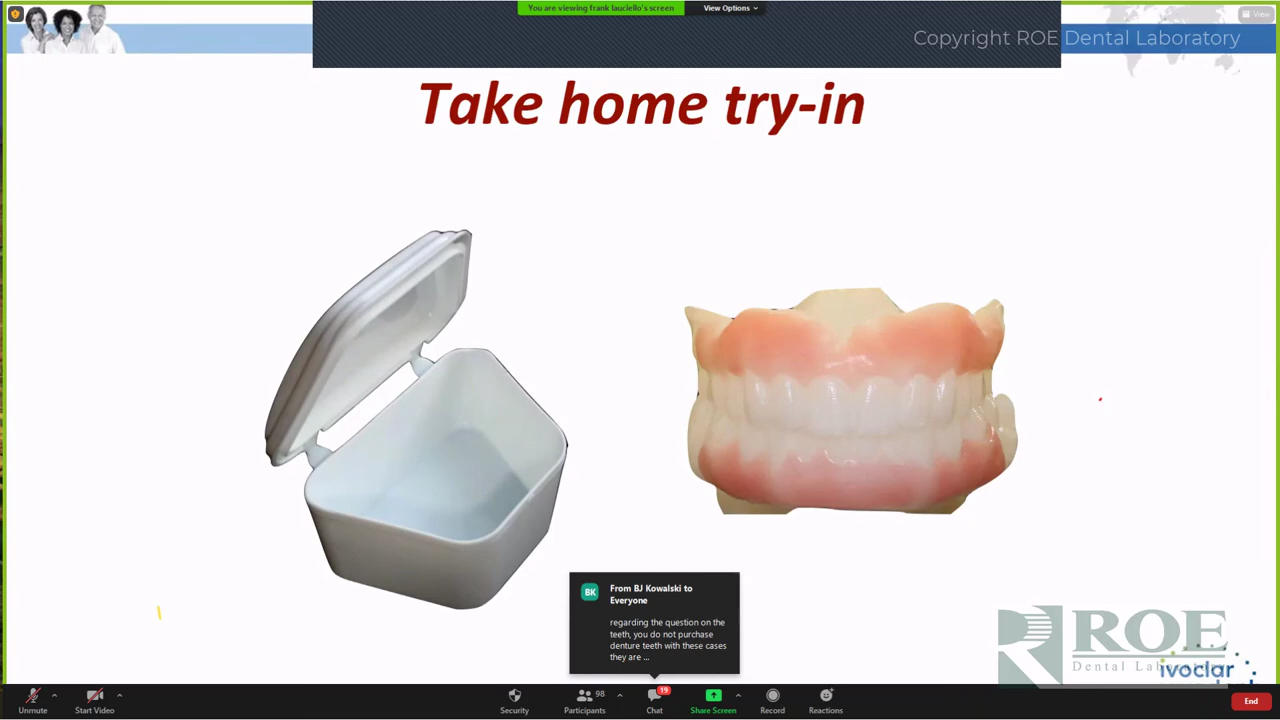 You are viewing frank lauciello's screen
View Options
View
Copyright ROE Dental Laboratory
Take home try-in
BK
From BJ Kowalski to
Everyone
regarding the question on the
teeth, you do not purchase
denture teeth with these cases
they are ...
R
ROE
Dental Laboratory
ivoclar
Unmute
Start Video
Security
Participants
98
Chat
19
Share Screen
Record
Reactions
End